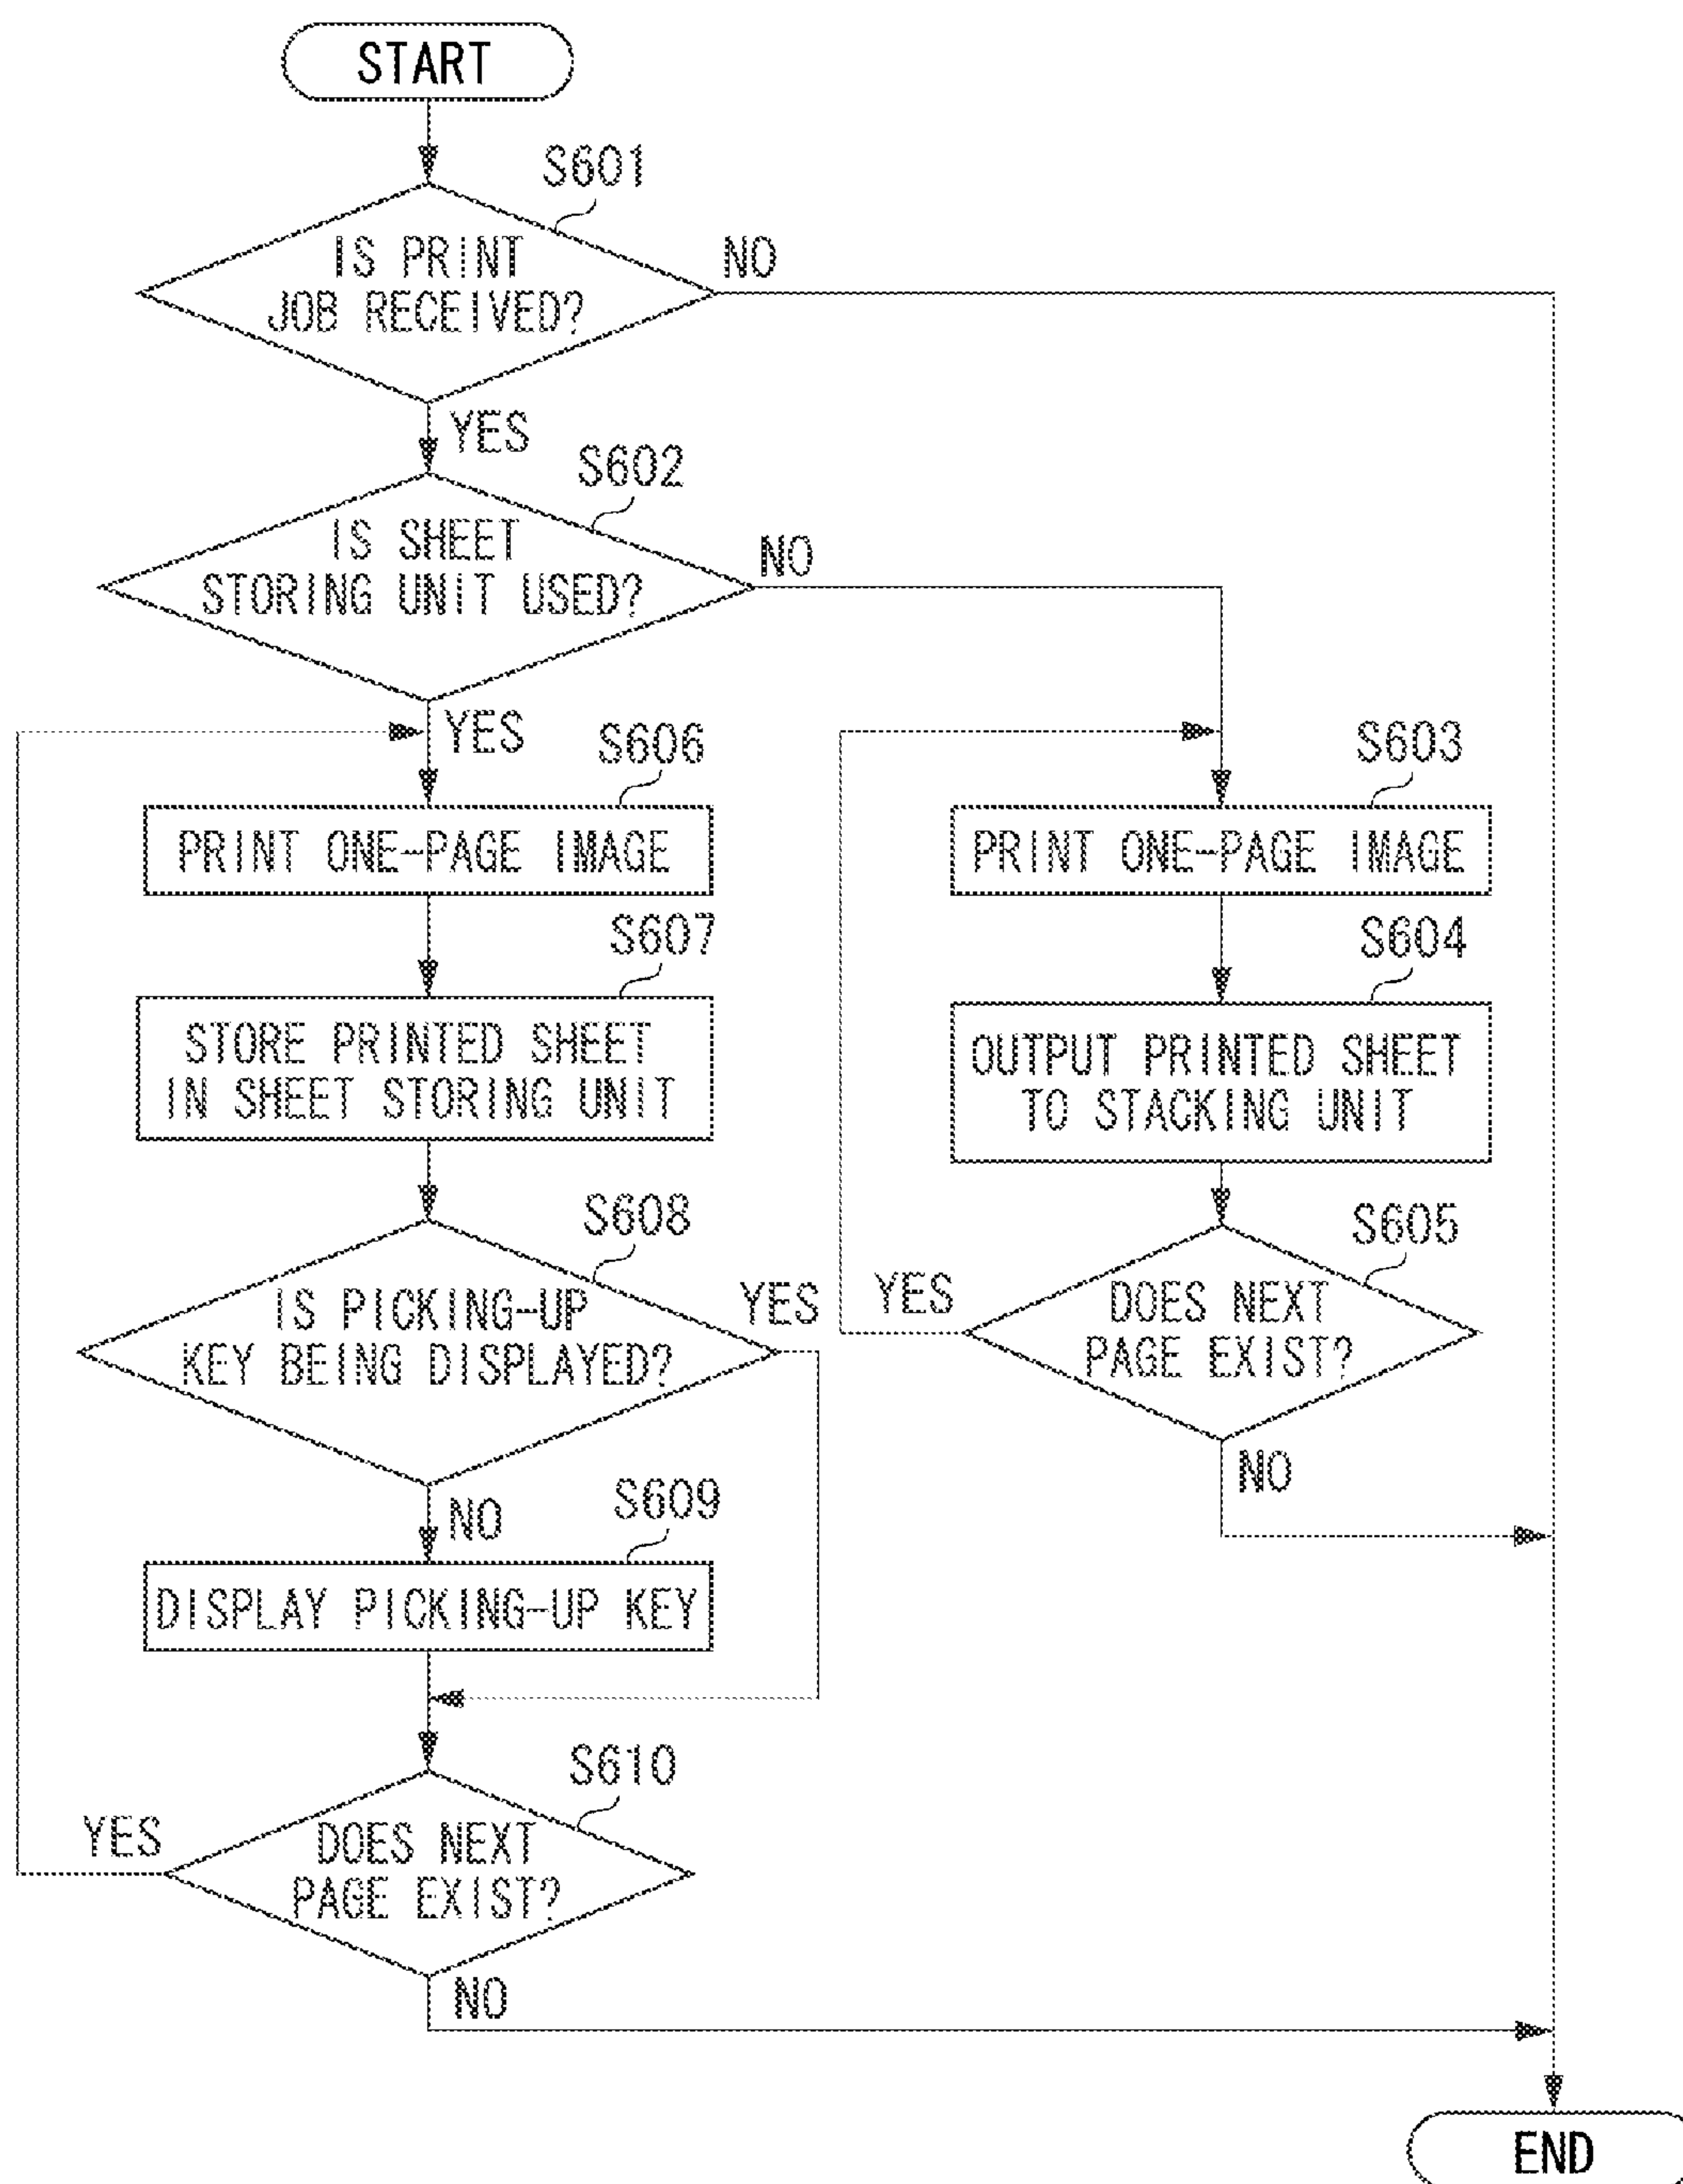 START
S601
IS PRINT
JOB RECEIVED?
NO
YES
S602
IS SHEET
STORING UNIT USED?
NO
YES
S606
PRINT ONE-PAGE IMAGE
S607
STORE PRINTED SHEET
IN SHEET STORING UNIT
S608
IS PICKING-UP
KEY BEING DISPLAYED?
YES
NO
S609
DISPLAY PICKING-UP KEY
S610
DOES NEXT
PAGE EXIST?
YES
NO
S603
PRINT ONE-PAGE IMAGE
S604
OUTPUT PRINTED SHEET
TO STACKING UNIT
S605
DOES NEXT
PAGE EXIST?
YES
NO
END